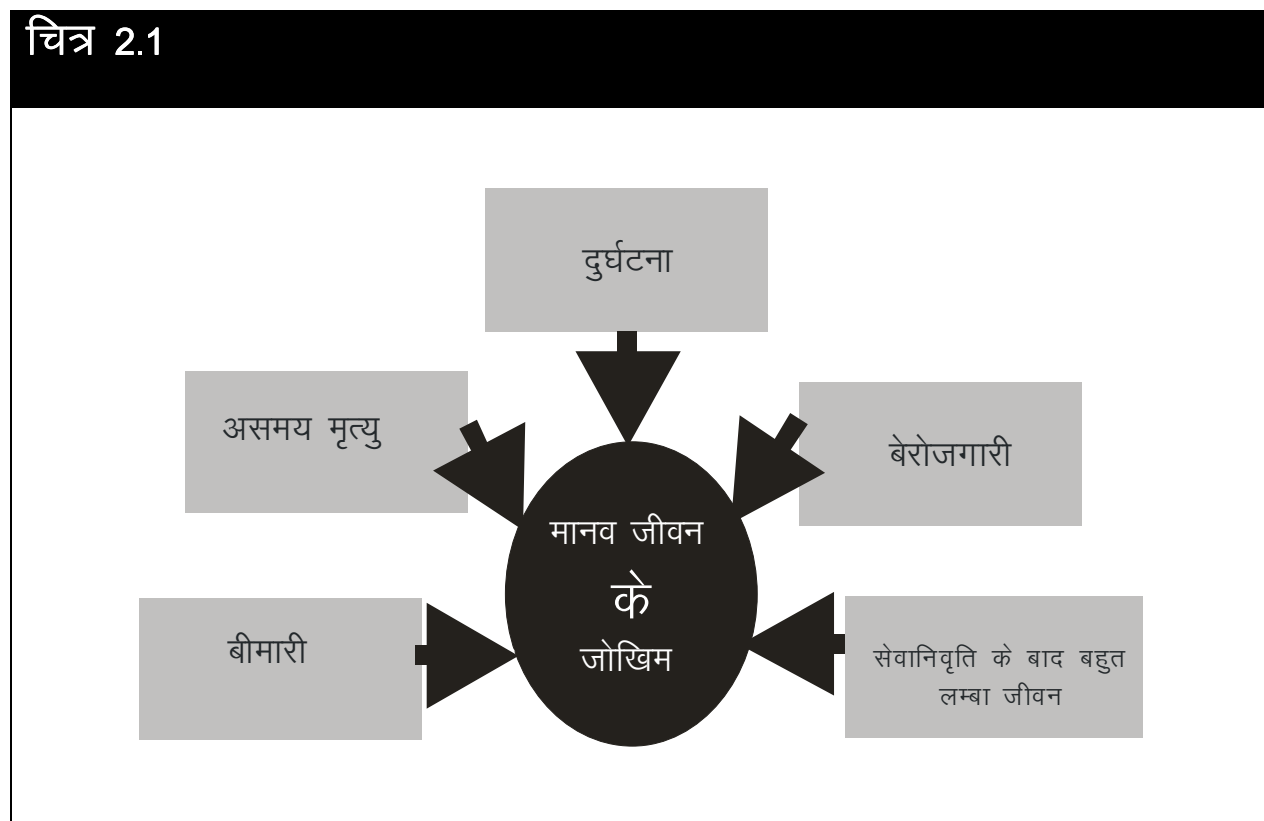 चित्र 2.1
दुर्घटना
असमय मृत्यु
बेरोजगारी
मानव जीवन
के
जोखिम
बीमारी
सेवानिवृति के बाद बहुत
लम्बा जीवन